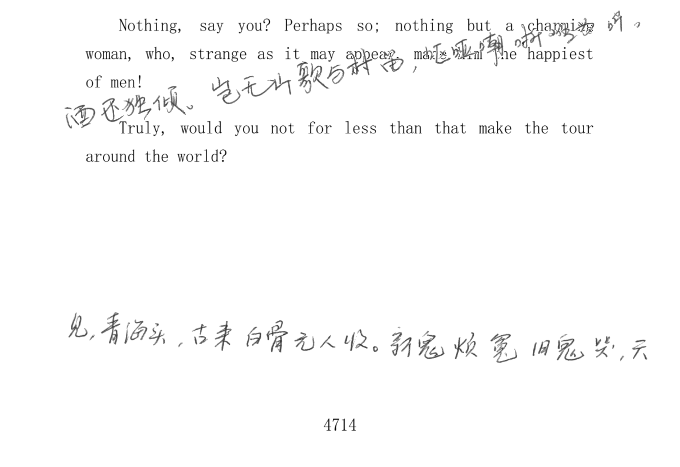 Nothing, say you? Perhaps so; nothing but a charming
woman, who, strange as it may appear, made him the happiest
of men!
酒还独倾。岂无山歌与村笛,呕哑嘲哳难为听。
Truly, would you not for less than that make the tour
around the world?
见,青海头,古来白骨无人收。新鬼烦冤旧鬼哭,天
4714